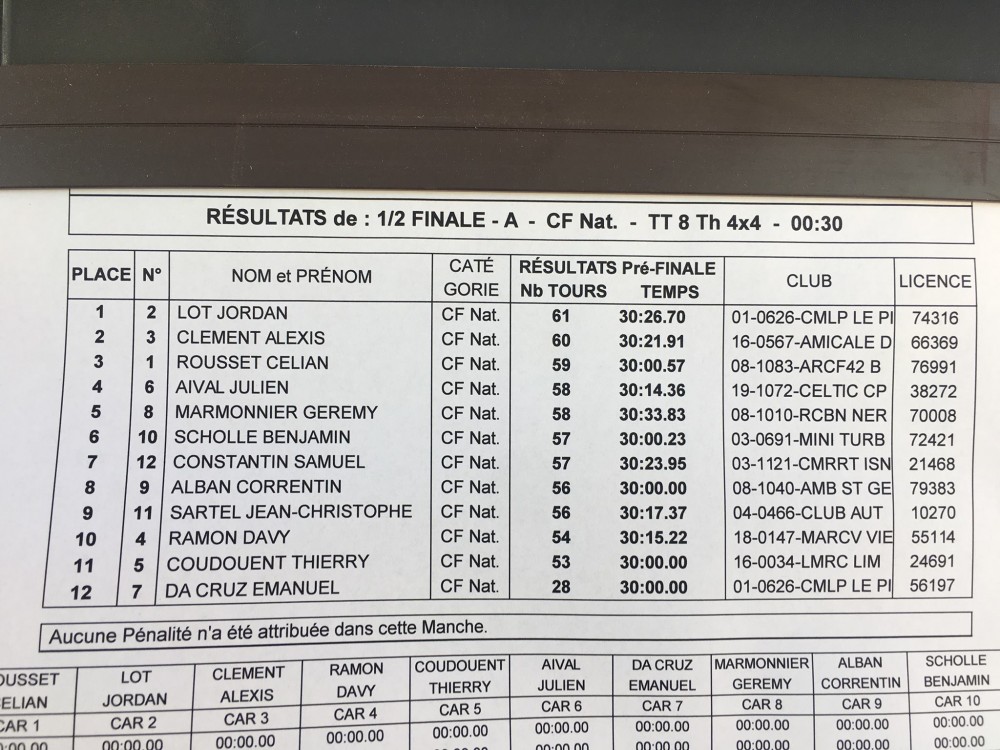 RÉSULTATS de : 1/2 FINALE - A - CF Nat. - TT 8 Th 4x4 - 00:30
PLACE N° NOM et PRÉNOM CATÉ GORIE RÉSULTATS Pré-FINALE Nb TOURS TEMPS CLUB LICENCE
1 2 LOT JORDAN CF Nat. 61 30:26.70 01-0626-CMLP LE PI 74316
2 3 CLEMENT ALEXIS CF Nat. 60 30:21.91 16-0567-AMICALE D 66369
3 1 ROUSSET CELIAN CF Nat. 59 30:00.57 08-1083-ARCF42 B 76991
4 6 AIVAL JULIEN CF Nat. 58 30:14.36 19-1072-CELTIC CP 38272
5 8 MARMONNIER GEREMY CF Nat. 58 30:33.83 08-1010-RCBN NER 70008
6 10 SCHOLLE BENJAMIN CF Nat. 57 30:00.23 03-0691-MINI TURB 72421
7 12 CONSTANTIN SAMUEL CF Nat. 57 30:23.95 03-1121-CMRRT ISN 21468
8 9 ALBAN CORRENTIN CF Nat. 56 30:00.00 08-1040-AMB ST GE 79383
9 11 SARTEL JEAN-CHRISTOPHE CF Nat. 56 30:17.37 04-0466-CLUB AUT 10270
10 4 RAMON DAVY CF Nat. 54 30:15.22 18-0147-MARCV VIE 55114
11 5 COUDOUENT THIERRY CF Nat. 53 30:00.00 16-0034-LMRC LIM 24691
12 7 DA CRUZ EMANUEL CF Nat. 28 30:00.00 01-0626-CMLP LE PI 56197
Aucune Pénalité n'a été attribuée dans cette Manche.
OUSSET LOT CLEMENT RAMON COUDOUENT AIVAL DA CRUZ MARMONNIER ALBAN SCHOLLE
ELIAN JORDAN ALEXIS DAVY THIERRY JULIEN EMANUEL GEREMY CORRENTIN BENJAMIN
CAR 1 CAR 2 CAR 3 CAR 4 CAR 5 CAR 6 CAR 7 CAR 8 CAR 9 CAR 10
00:00.00 00:00.00 00:00.00 00:00.00 00:00.00 00:00.00 00:00.00 00:00.00 00:00.00